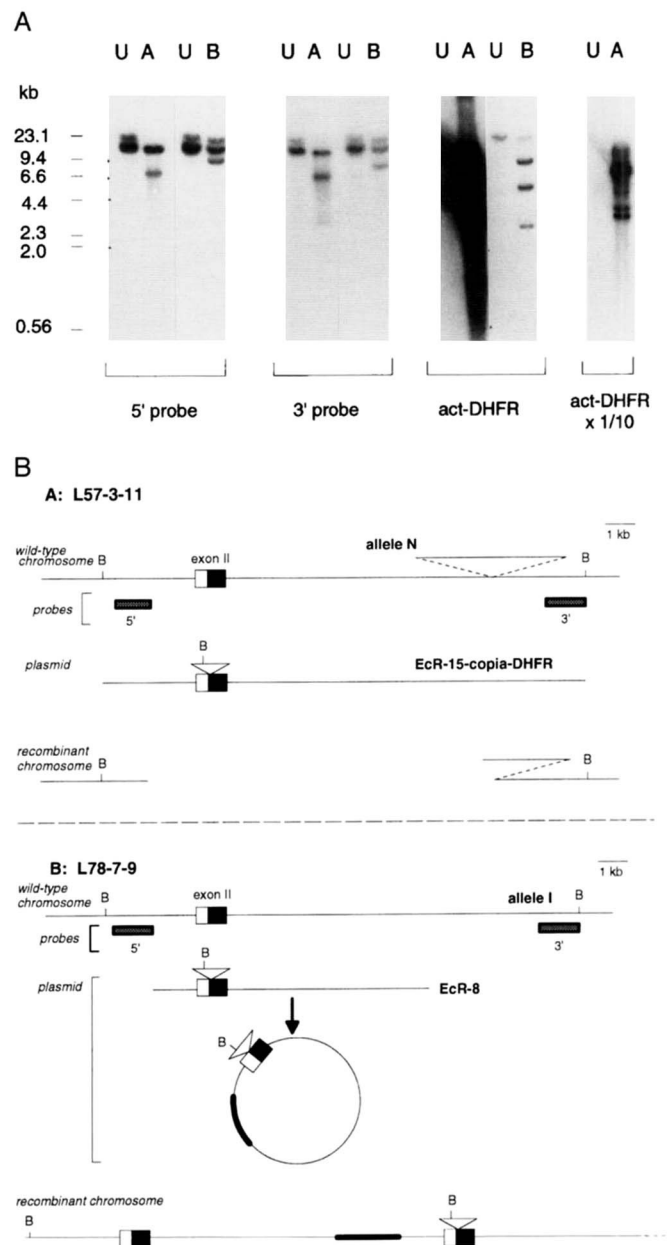 A
U A U B U A U B U A U B U A
kb
23.1
9.4
6.6
4.4
2.3
2.0
0.56
5' probe 3' probe act-DHFR act-DHFR
x 1/10
B
A: L57-3-11
1 kb
wild-type
chromosome
B exon II allele N B
probes
5' 3'
plasmid
B
EcR-15-copia-DHFR
recombinant
chromosome
B B
B: L78-7-9
1 kb
wild-type
chromosome
B exon II allele I B
probes
5' 3'
B
plasmid
EcR-8
B
recombinant chromosome
B B